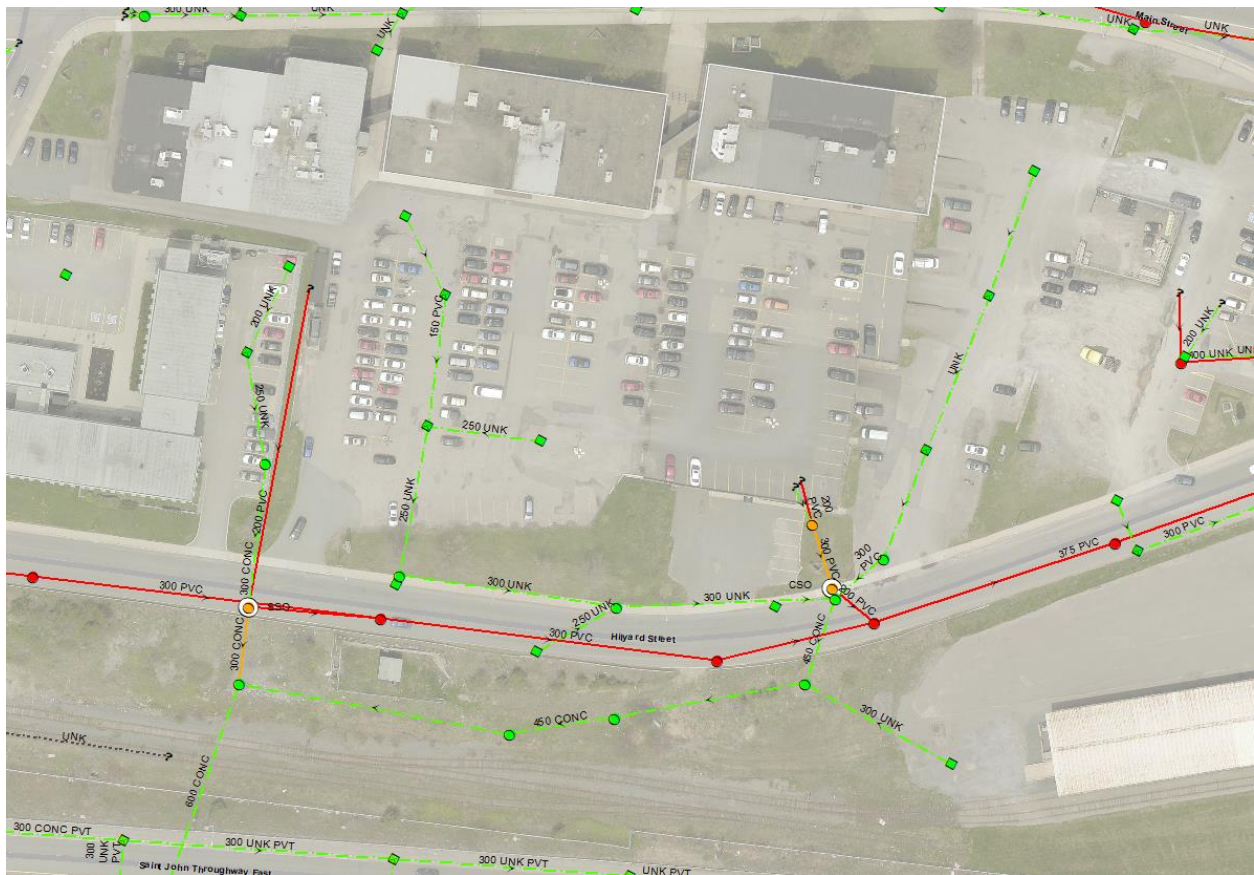 300 UNK
UNK
UNK
Main Street
UNK
UNK
?
?
200 UNK
?
150 PVC
UNK
?
?
200 UNK
300 UNK UN
250 UNK
250 UNK
200 PVC
250 UNK
?
?
200
PVC
300 PVC
300
PVC
375 PVC
300 PVC
300 CONC
300 PVC
SSO
300 UNK
300 UNK
CSO
300 PVC
250 UNK
300 PVC
Hilyard Street
300 CONC
450 CONC
450 CONC
300 UNK
UNK
?
600 CONC
300 CONC PVT
300
UNK
PVT
300 UNK PVT
300 UNK PVT
UNK PVT
Saint John Throughway East